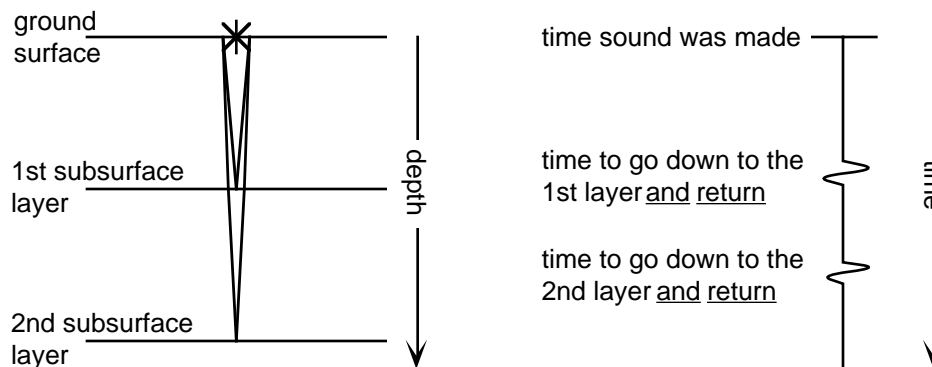 ground
surface
1st subsurface
layer
2nd subsurface
layer
depth
time sound was made
time to go down to the
1st layer and return
time to go down to the
2nd layer and return
time